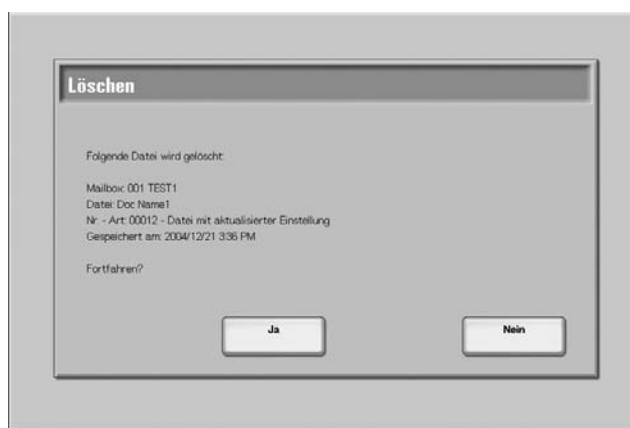 Löschen
Folgende Datei wird gelöscht:
Mailbox: 001 TEST1
Datei: Doc Name1
Nr. - Art: 00012 - Datei mit aktualisierter Einstellung
Gespeichert am: 2004/12/21 3:36 PM
Fortfahren?
Ja
Nein